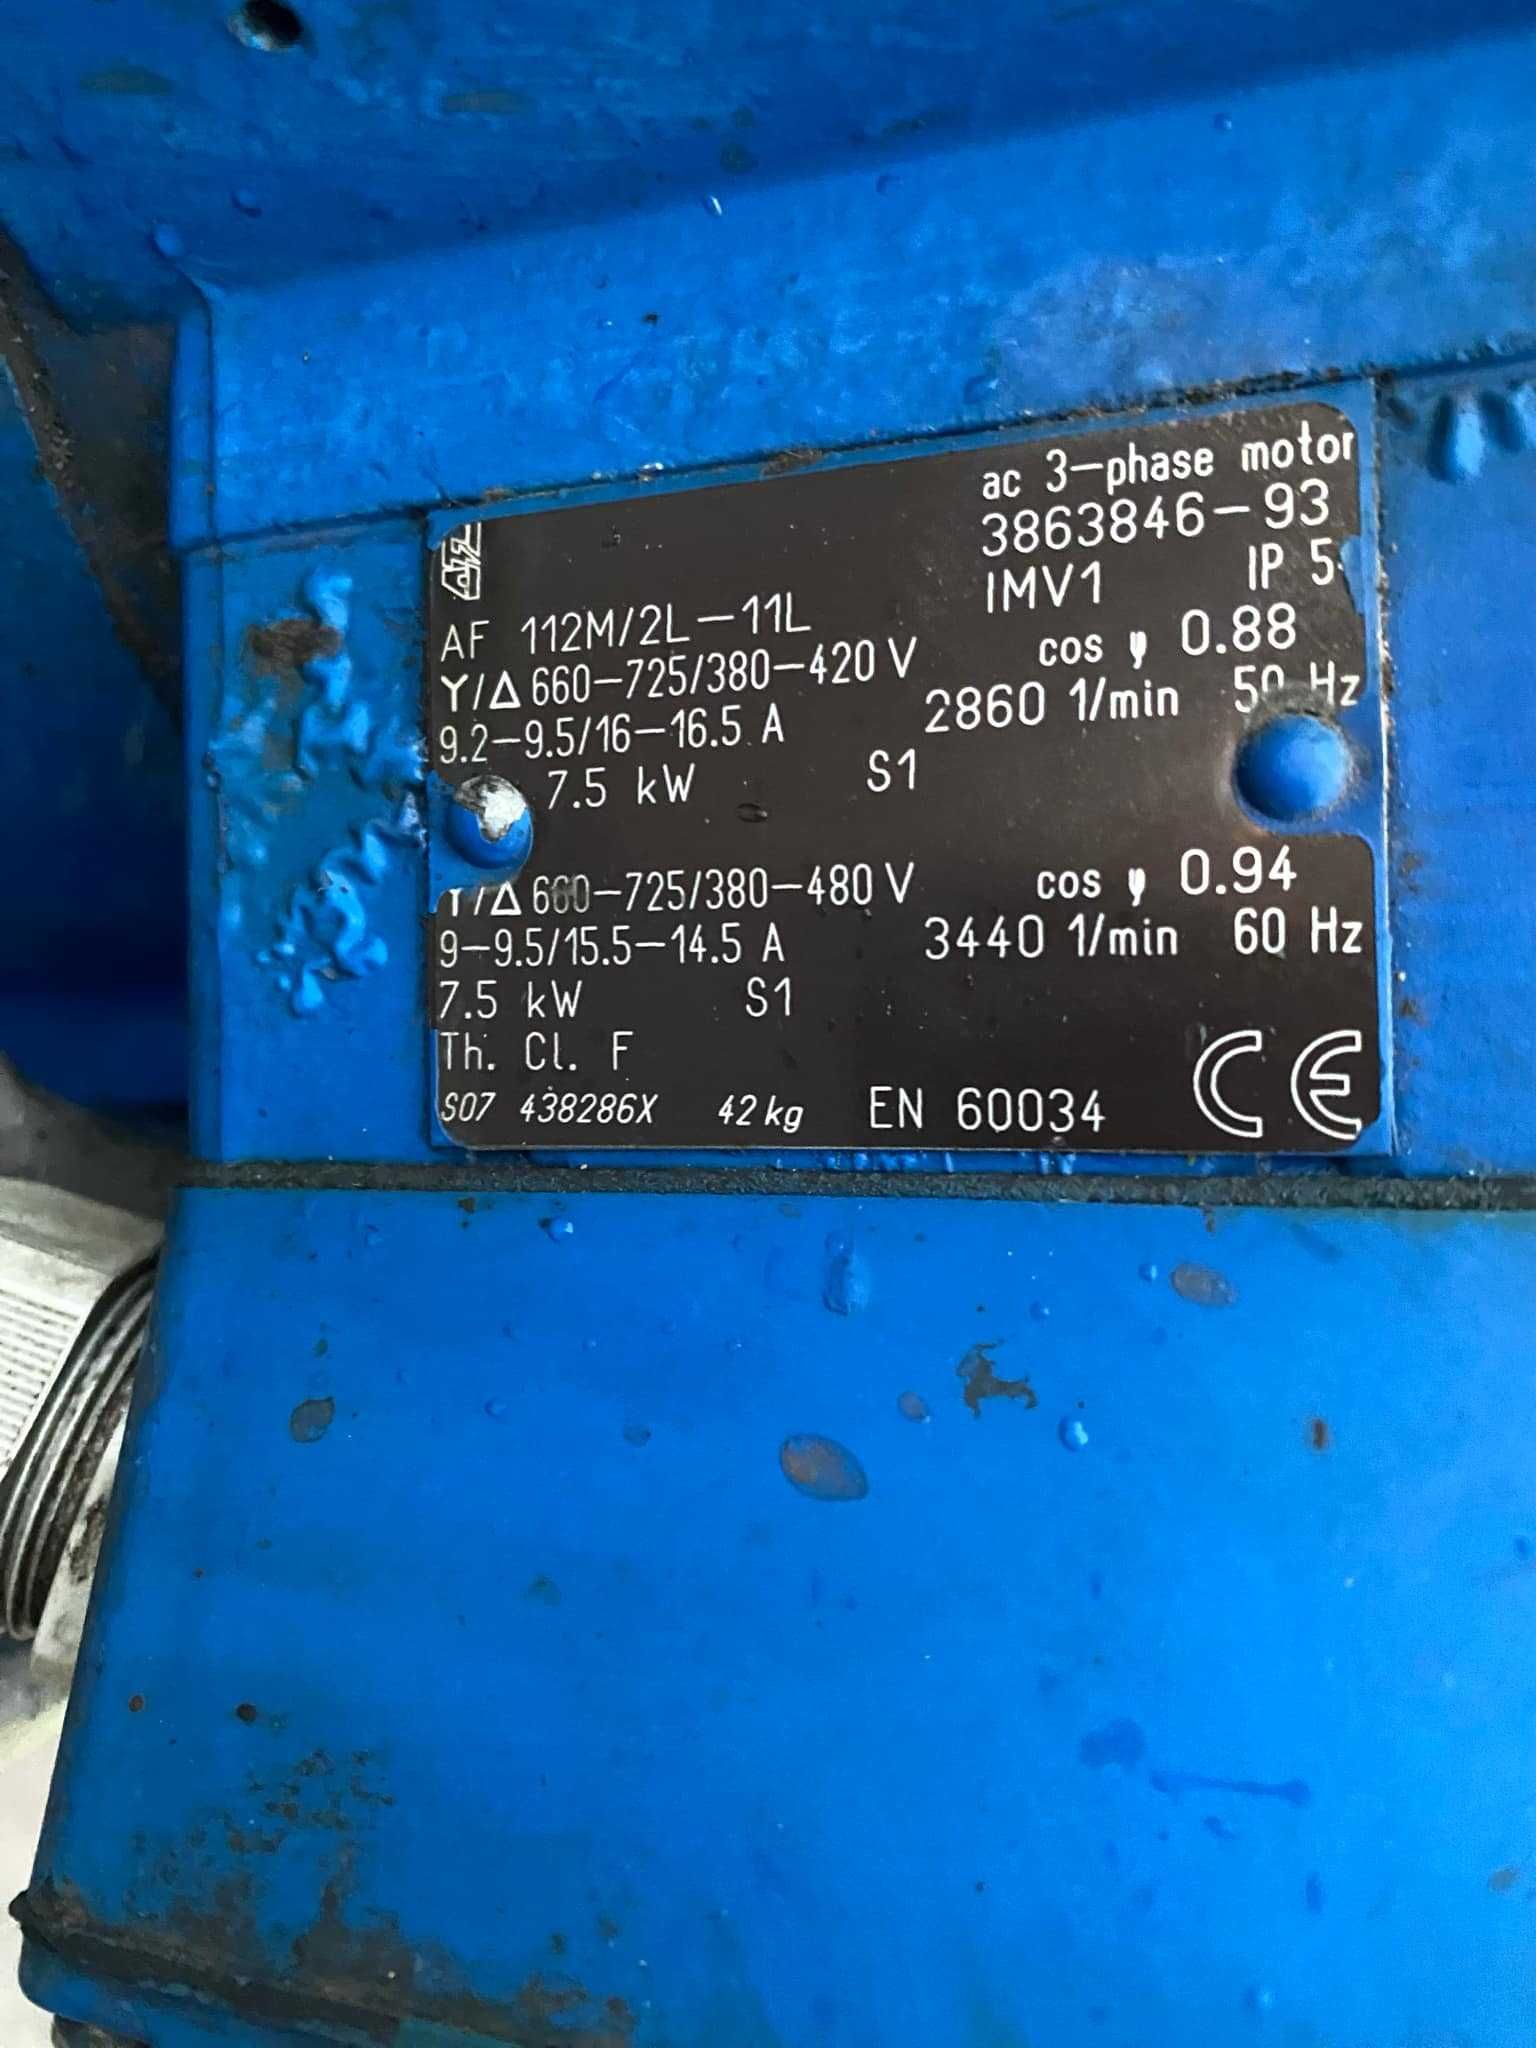 ac 3-phase motor
3863846-93
IMV1 IP 5
AF 112M/2L-11L
cos φ 0.88
Y/Δ 660-725/380-420 V
2860 1/min 50 Hz
9.2-9.5/16-16.5 A
7.5 kW S1
Y/Δ 660-725/380-480 V
cos φ 0.94
9-9.5/15.5-14.5 A
3440 1/min 60 Hz
7.5 kW S1
Th. Cl. F
S07 438286X 42 kg EN 60034 CE